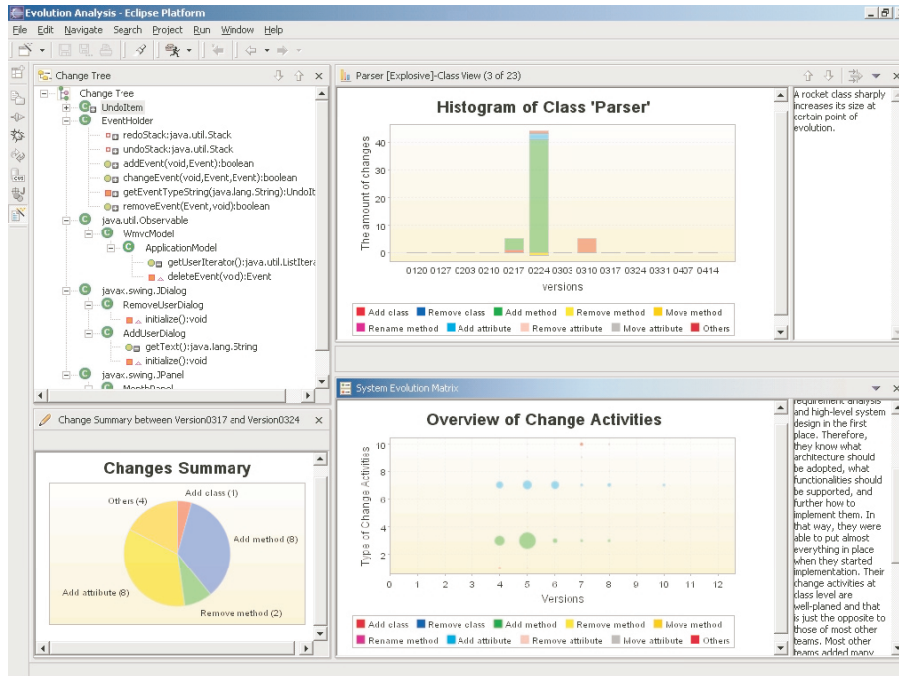 Evolution Analysis - Eclipse Platform
File Edit Navigate Search Project Run Window Help
Change Tree
Change Tree
UndoItem
EventHolder
redoStack:java.util.Stack
undoStack:java.util.Stack
addEvent(void,Event):boolean
changeEvent(void,Event,Event):boolean
getEventTypeString(java.lang.String):UndoIt
removeEvent(Event,void):boolean
java.util.Observable
WmvcModel
ApplicationModel
getUserIterator():java.util.ListItera
deleteEvent(void):Event
javax.swing.JDialog
RemoveUserDialog
initialize():void
AddUserDialog
getText():java.lang.String
initialize():void
javax.swing.JPanel
MonthPanel
Parser [Explosive]-Class View (3 of 23)
Histogram of Class 'Parser'
The amount of changes
40
30
20
10
0
0120 0127 0203 0210 0217 0224 0303 0310 0317 0324 0331 0407 0414
versions
Add class Remove class Add method Remove method Move method
Rename method Add attribute Remove attribute Move attribute Others
A rocket class sharply
increases its size at
certain point of
evolution.
Change Summary between Version0317 and Version0324
Changes Summary
Add class (1)
Others (4)
Add method (8)
Add attribute (8)
Remove method (2)
System Evolution Matrix
Overview of Change Activities
Type of Change Activities
10
8
6
4
2
0 1 2 3 4 5 6 7 8 9 10 11 12
Versions
Add class Remove class Add method Remove method Move method
Rename method Add attribute Remove attribute Move attribute Others
requirement analysis
and high-level system
design in the first
place. Therefore,
they know what
architecture should
be adopted, what
functionalities should
be supported, and
further how to
implement them. In
that way, they were
able to put almost
everything in place
when they started
implementation. Their
change activities at
class level are
well-planed and that
is just the opposite to
those of most other
teams. Most other
teams added many